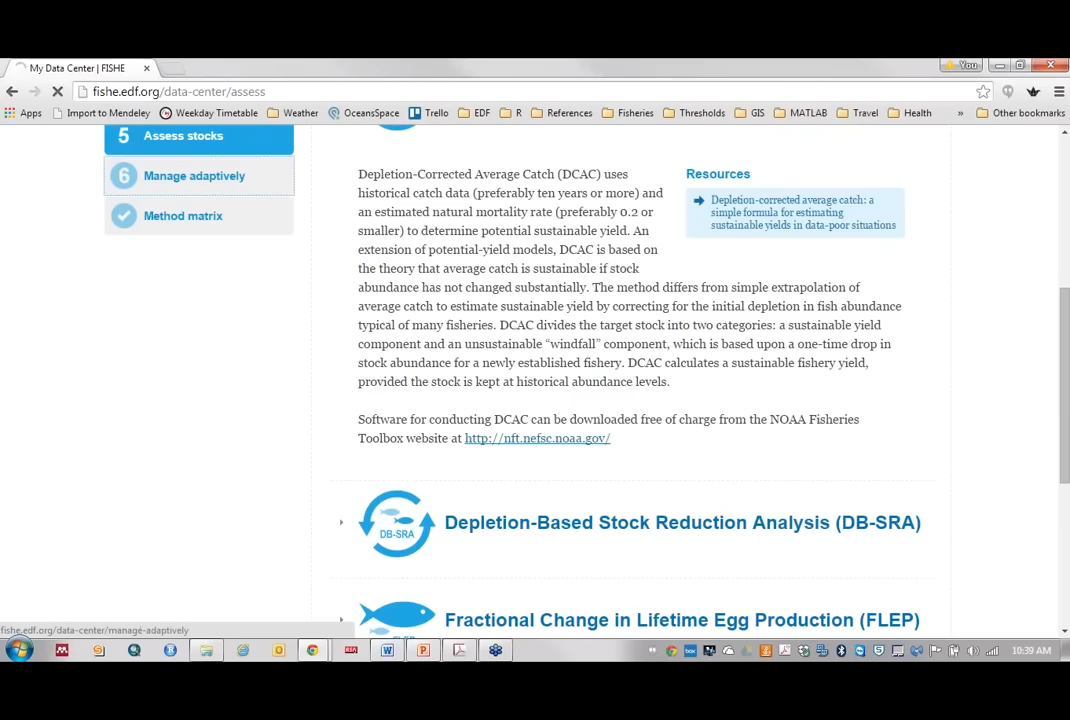 My Data Center | FISHE
You
fishe.edf.org/data-center/assess
Apps Import to Mendeley Weekday Timetable Weather OceansSpace Trello EDF R References Fisheries Thresholds GIS MATLAB Travel Health » Other bookmarks
5 Assess stocks
6 Manage adaptively
Method matrix
Depletion-Corrected Average Catch (DCAC) uses
historical catch data (preferably ten years or more) and
an estimated natural mortality rate (preferably 0.2 or
smaller) to determine potential sustainable yield. An
extension of potential-yield models, DCAC is based on
the theory that average catch is sustainable if stock
abundance has not changed substantially. The method differs from simple extrapolation of
average catch to estimate sustainable yield by correcting for the initial depletion in fish abundance
typical of many fisheries. DCAC divides the target stock into two categories: a sustainable yield
component and an unsustainable “windfall” component, which is based upon a one-time drop in
stock abundance for a newly established fishery. DCAC calculates a sustainable fishery yield,
provided the stock is kept at historical abundance levels.
Resources
Depletion-corrected average catch: a
simple formula for estimating
sustainable yields in data-poor situations
Software for conducting DCAC can be downloaded free of charge from the NOAA Fisheries
Toolbox website at http://nft.nefsc.noaa.gov/
DB-SRA
Depletion-Based Stock Reduction Analysis (DB-SRA)
Fractional Change in Lifetime Egg Production (FLEP)
fishe.edf.org/data-center/manage-adaptively
10:39 AM